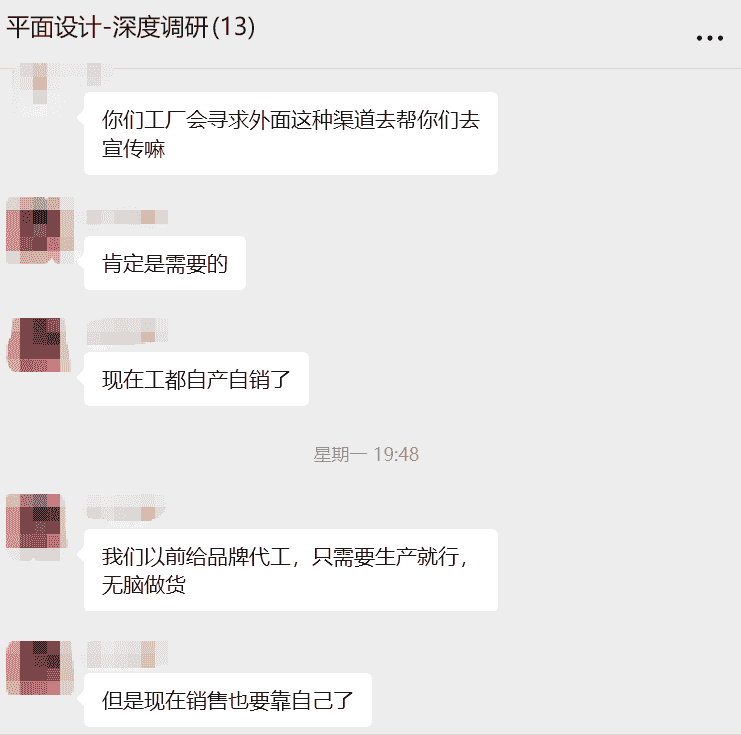 平面设计-深度调研(13)
你们工厂会寻求外面这种渠道去帮你们去
宣传嘛
肯定是需要的
现在工都自产自销了
星期一 19:48
我们以前给品牌代工，只需要生产就行，
无脑做货
但是现在销售也要靠自己了